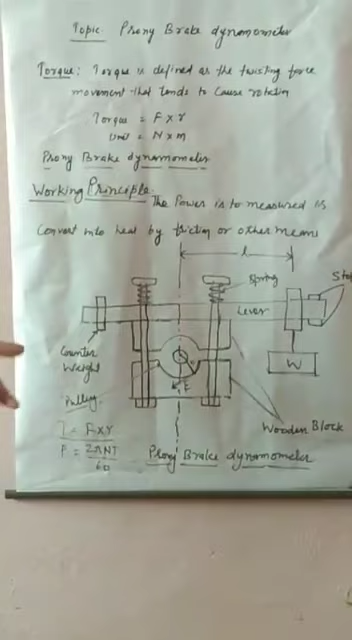 Topic Prony Brake dynamometer
Torque: Torque is defined as the twisting force
movement that tends to cause rotation
Torque = F x r
Unit = N x m
Prony Brake dynamometer
Working Principle.
The Power is to measured is
Convert into heat by friction or other means
l
Spring
Stop
Lever
Counter
Weight
W
F
Pulley
T = F x r
P = 2πNT
60
Wooden Block
Prony Brake dynamometer